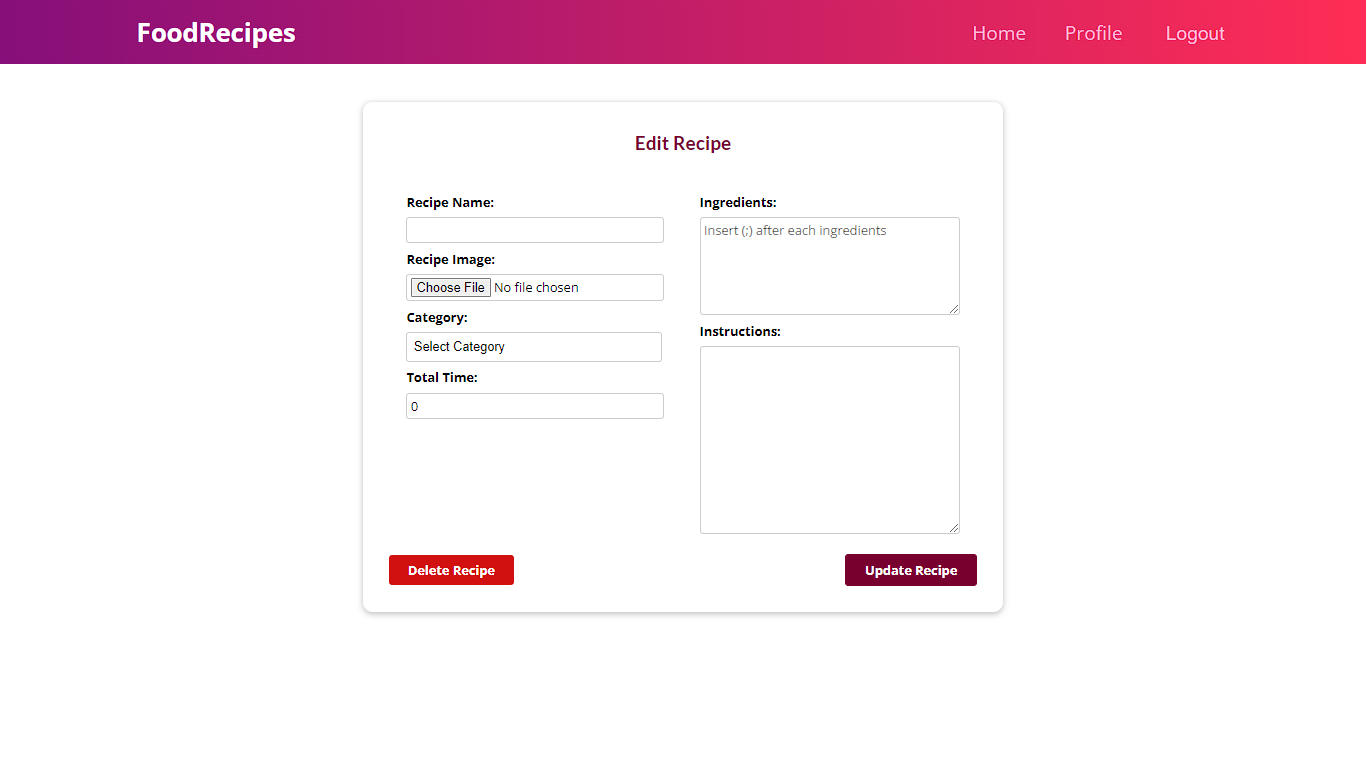 FoodRecipes
Home
Profile
Logout
Edit Recipe
Recipe Name:
Recipe Image:
Choose File No file chosen
Category:
Select Category
Total Time:
0
Ingredients:
Insert (;) after each ingredients
Instructions:
Delete Recipe
Update Recipe